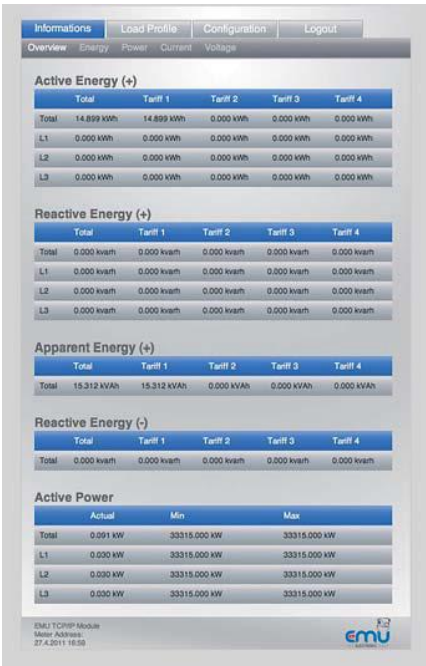 Informations Load Profile Configuration Logout
Overview Energy Power Current Voltage
Active Energy (+)
Total Tariff 1 Tariff 2 Tariff 3 Tariff 4
Total 14.899 kWh 14.899 kWh 0.000 kWh 0.000 kWh 0.000 kWh
L1 0.000 kWh 0.000 kWh 0.000 kWh 0.000 kWh 0.000 kWh
L2 0.000 kWh 0.000 kWh 0.000 kWh 0.000 kWh 0.000 kWh
L3 0.000 kWh 0.000 kWh 0.000 kWh 0.000 kWh 0.000 kWh
Reactive Energy (+)
Total Tariff 1 Tariff 2 Tariff 3 Tariff 4
Total 0.000 kvarh 0.000 kvarh 0.000 kvarh 0.000 kvarh 0.000 kvarh
L1 0.000 kvarh 0.000 kvarh 0.000 kvarh 0.000 kvarh 0.000 kvarh
L2 0.000 kvarh 0.000 kvarh 0.000 kvarh 0.000 kvarh 0.000 kvarh
L3 0.000 kvarh 0.000 kvarh 0.000 kvarh 0.000 kvarh 0.000 kvarh
Apparent Energy (+)
Total Tariff 1 Tariff 2 Tariff 3 Tariff 4
Total 15.312 kVAh 15.312 kVAh 0.000 kVAh 0.000 kVAh 0.000 kVAh
Reactive Energy (-)
Total Tariff 1 Tariff 2 Tariff 3 Tariff 4
Total 0.000 kvarh 0.000 kvarh 0.000 kvarh 0.000 kvarh 0.000 kvarh
Active Power
Actual Min Max
Total 0.091 kW 33315.000 kW 33315.000 kW
L1 0.030 kW 33315.000 kW 33315.000 kW
L2 0.030 kW 33315.000 kW 33315.000 kW
L3 0.030 kW 33315.000 kW 33315.000 kW
EMU TCP/IP Module
Meter Address:
27.4.2011 16:58
emu